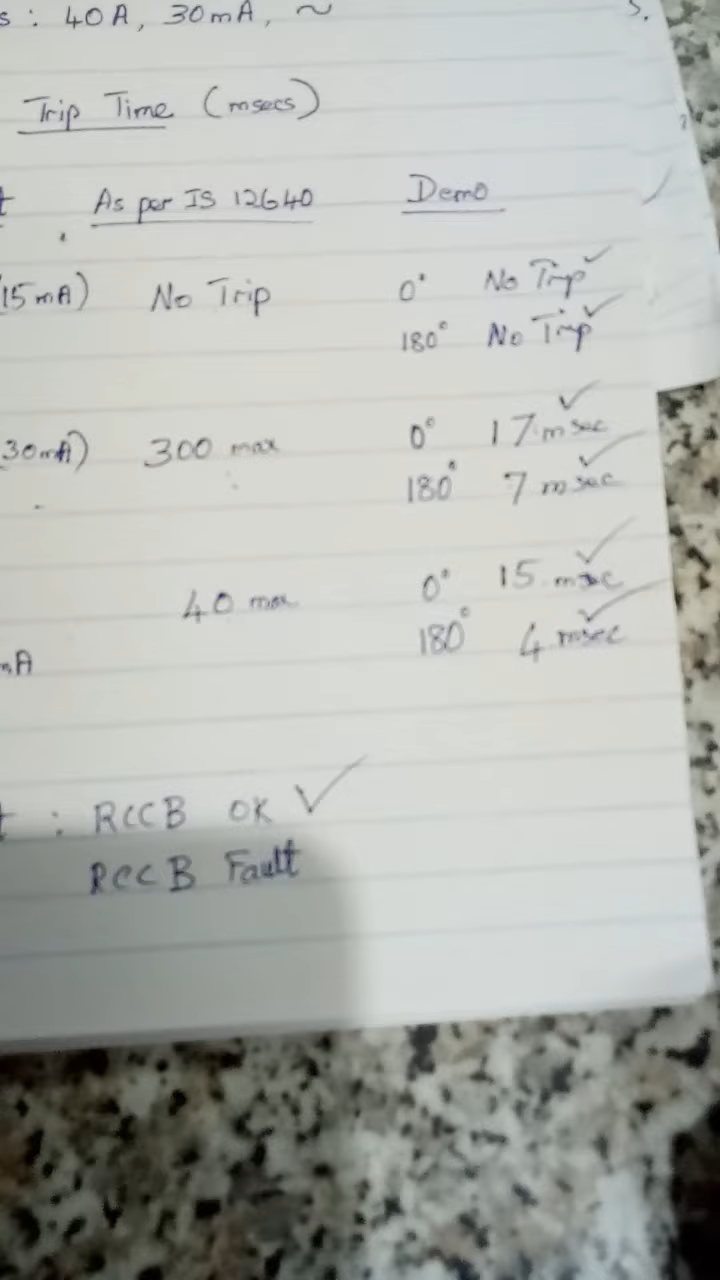 s : 40A, 30mA, ~
Trip Time (msecs)
t As per IS 12640 Demo
(15mA) No Trip 0° No Trip ✓
180° No Trip ✓
(30mA) 300 max 0° 17 msec ✓
180° 7 msec ✓
40 max 0° 15 msec ✓
180° 4 msec ✓
mA
t : RCCB OK ✓
RCCB Fault